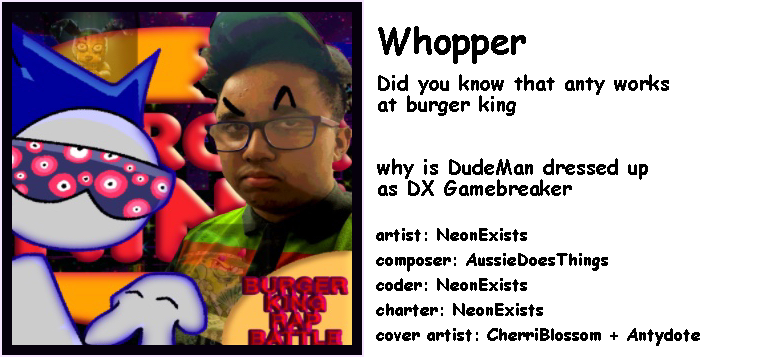 Whopper
Did you know that anty works
at burger king
why is DudeMan dressed up
as DX Gamebreaker
artist: NeonExists
composer: AussieDoesThings
coder: NeonExists
charter: NeonExists
cover artist: CherriBlossom + Antydote
BURGER
KING
RAP
BATTLE